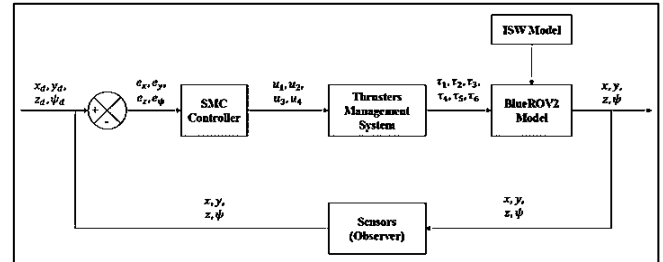 ISW Model
x_d, y_d,
z_d, ψ_d
+
-
e_x, e_y,
e_z, e_ψ
SMC
Controller
u_1, u_2,
u_3, u_4
Thrusters
Management
System
τ_1, τ_2, τ_3,
τ_4, τ_5, τ_6
BlueROV2
Model
x, y,
z, ψ
x, y,
z, ψ
Sensors
(Observer)
x, y,
z, ψ